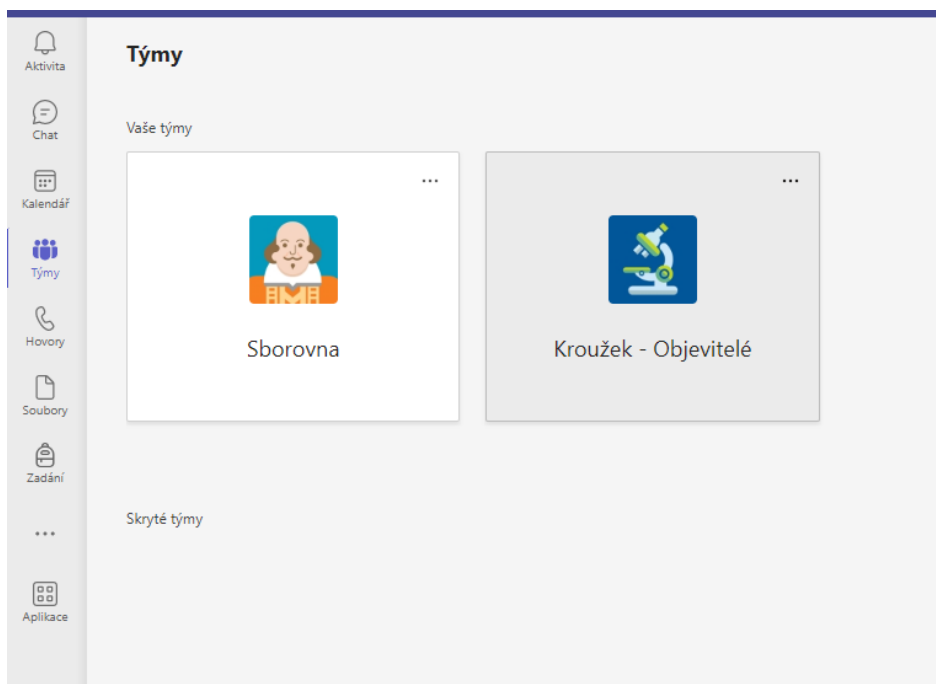 Aktivita
Chat
Kalendář
Týmy
Hovory
Soubory
Zadání
Aplikace
Týmy
Vaše týmy
Sborovna
Kroužek - Objevitelé
Skryté týmy